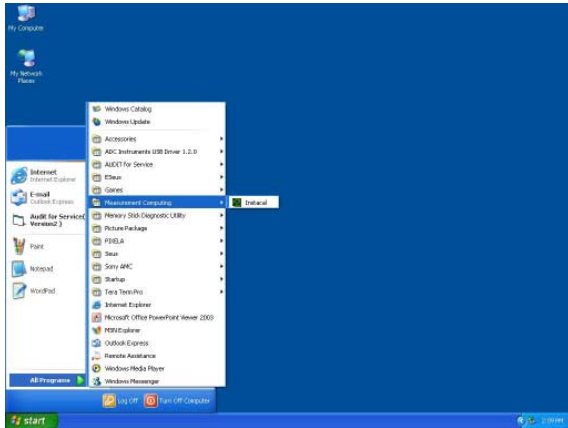 My Computer
My Network
Places
Windows Catalog
Windows Update
Accessories
ADC Instruments USB Driver 1.2.0
AUDIT for Service
ESeus
Games
Measurement Computing
Instacal
Memory Stick Diagnostic Utility
Picture Package
PIXELA
Seus
Sony AMC
Startup
Tera Term Pro
Internet Explorer
Microsoft Office PowerPoint Viewer 2003
MSN Explorer
Outlook Express
Remote Assistance
Windows Media Player
Windows Messenger
Internet
Internet Explorer
E-mail
Outlook Express
Audit for Service(
Version2 )
Paint
Notepad
WordPad
All Programs
Log Off
Turn Off Computer
start